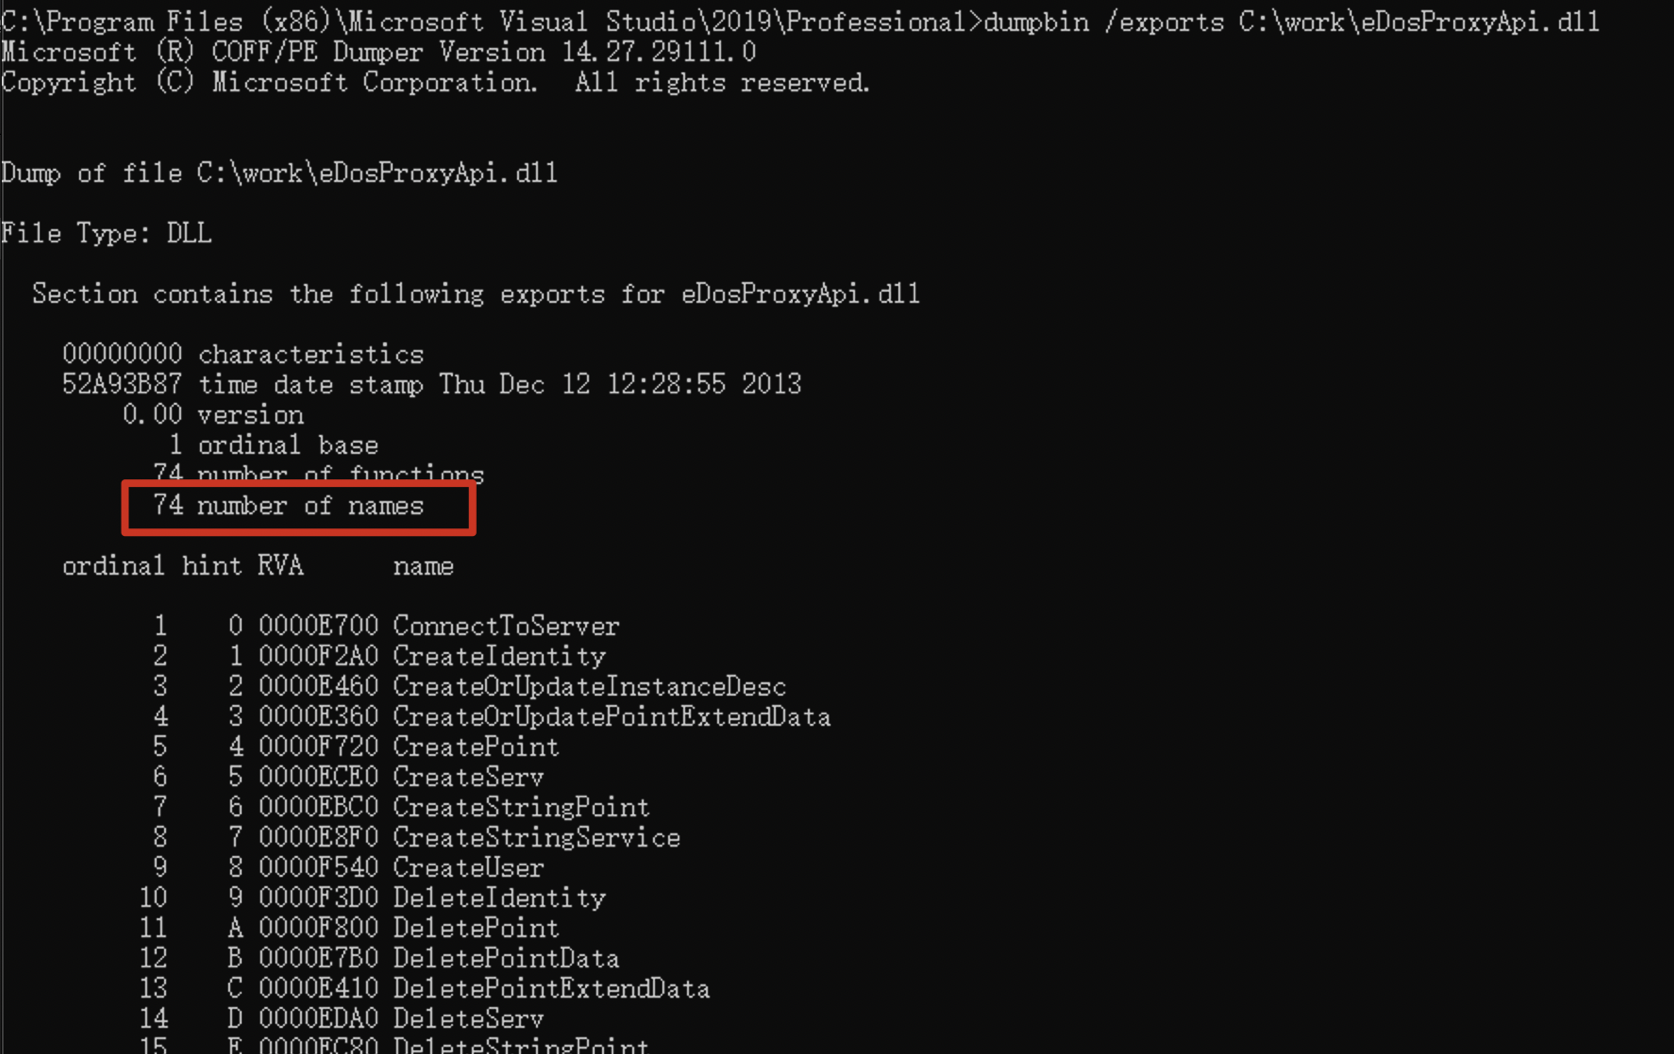 C:\Program Files (x86)\Microsoft Visual Studio\2019\Professional>dumpbin /exports C:\work\eDosProxyApi.dll
Microsoft (R) COFF/PE Dumper Version 14.27.29111.0
Copyright (C) Microsoft Corporation.  All rights reserved.
Dump of file C:\work\eDosProxyApi.dll
File Type: DLL
Section contains the following exports for eDosProxyApi.dll
00000000 characteristics
52A93B87 time date stamp Thu Dec 12 12:28:55 2013
0.00 version
1 ordinal base
74 number of functions
74 number of names
ordinal hint RVA      name
1    0 0000E700 ConnectToServer
2    1 0000F2A0 CreateIdentity
3    2 0000E460 CreateOrUpdateInstanceDesc
4    3 0000E360 CreateOrUpdatePointExtendData
5    4 0000F720 CreatePoint
6    5 0000ECE0 CreateServ
7    6 0000EBC0 CreateStringPoint
8    7 0000E8F0 CreateStringService
9    8 0000F540 CreateUser
10    9 0000F3D0 DeleteIdentity
11    A 0000F800 DeletePoint
12    B 0000E7B0 DeletePointData
13    C 0000E410 DeletePointExtendData
14    D 0000EDA0 DeleteServ
15    E 0000EC80 DeleteStringPoint